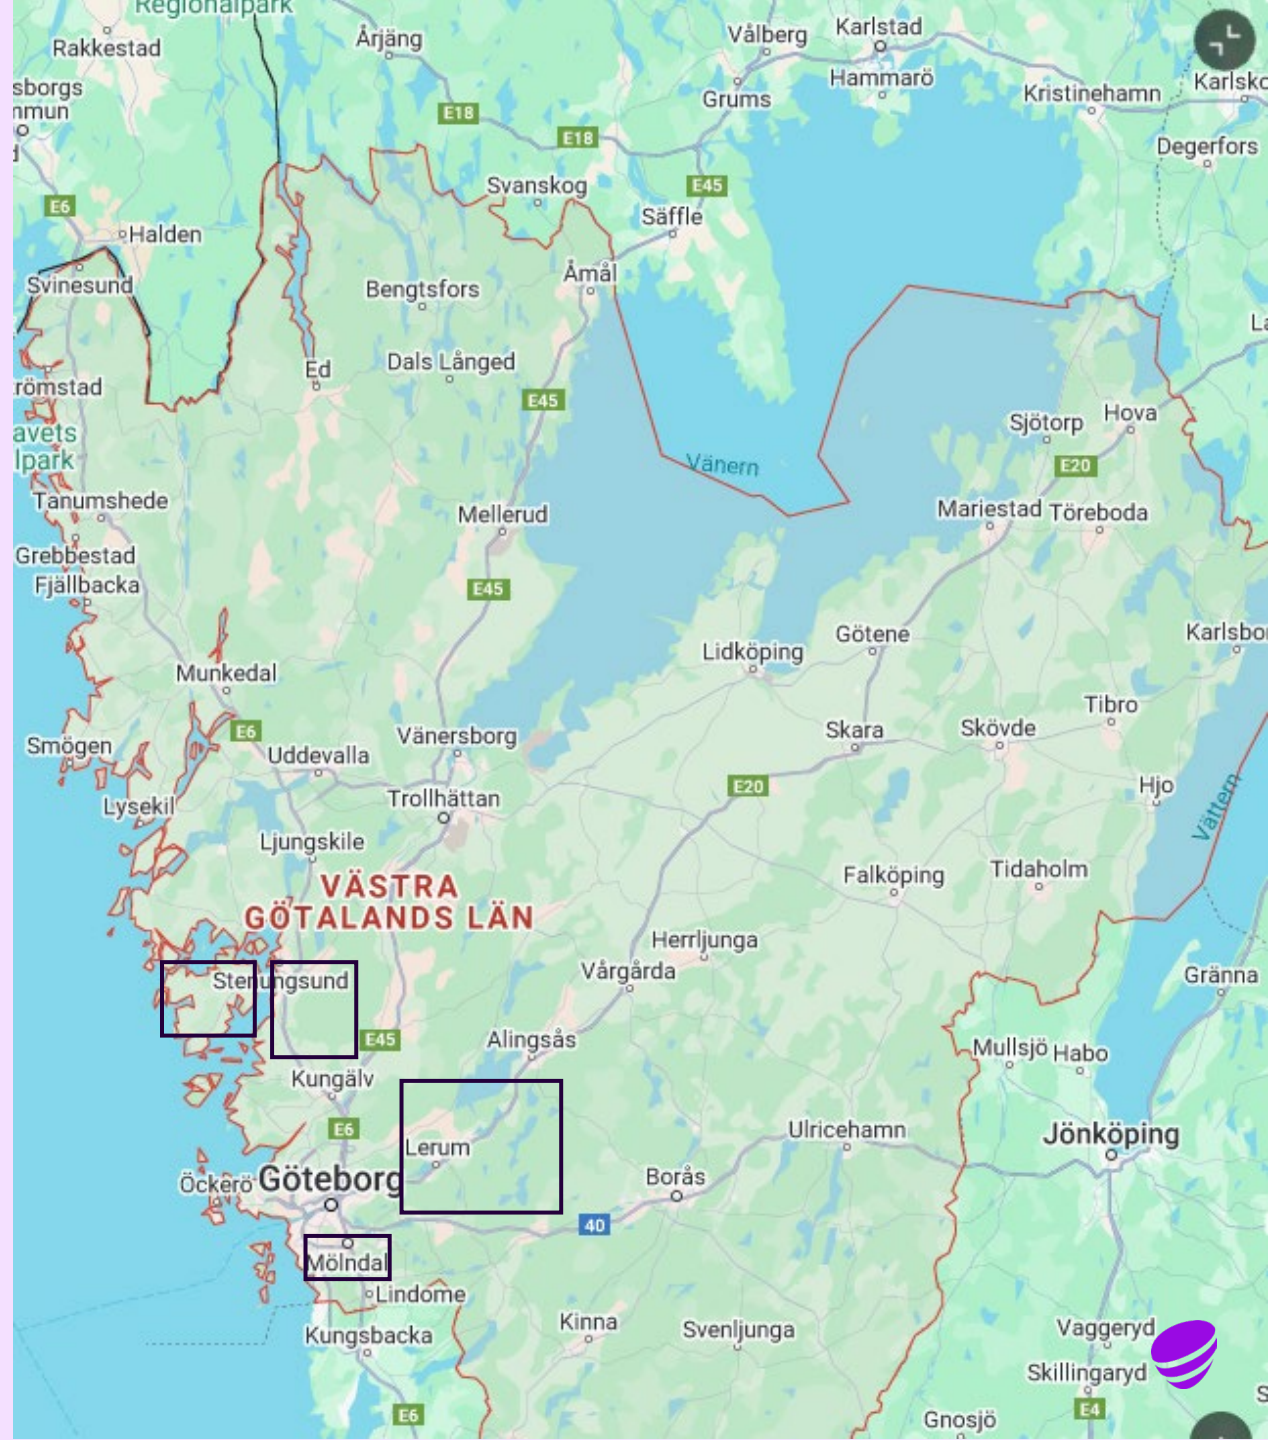 Regionalpark
Rakkestad
Årjäng
Vålberg
Karlstad
Hammarö
Grums
Kristinehamn
Karlsko
sborgs
mmun
E18
E18
Degerfors
E6
Halden
Svanskog
E45
Säffle
Svinesund
Bengtsfors
Åmål
Ed
Dals Långed
E45
trömstad
avets
lpark
Sjötorp
Hova
E20
Vänern
Tanumshede
Mellerud
Mariestad
Töreboda
Grebbestad
Fjällbacka
E45
Munkedal
Lidköping
Götene
Karlsbo
E6
Smögen
Uddevalla
Vänersborg
Skara
Skövde
Tibro
E20
Hjo
Lysekil
Trollhättan
Vättern
Ljungskile
VÄSTRA
GÖTALANDS LÄN
Falköping
Tidaholm
Herrljunga
Vårgårda
Stenungsund
Gränna
E45
Alingsås
Mullsjö
Habo
Kungälv
E6
Lerum
Ulricehamn
Jönköping
Öckerö
Göteborg
Borås
40
Mölndal
Lindome
Kinna
Svenljunga
Kungsbacka
Vaggeryd
Skillingaryd
E6
E4
Gnosjö